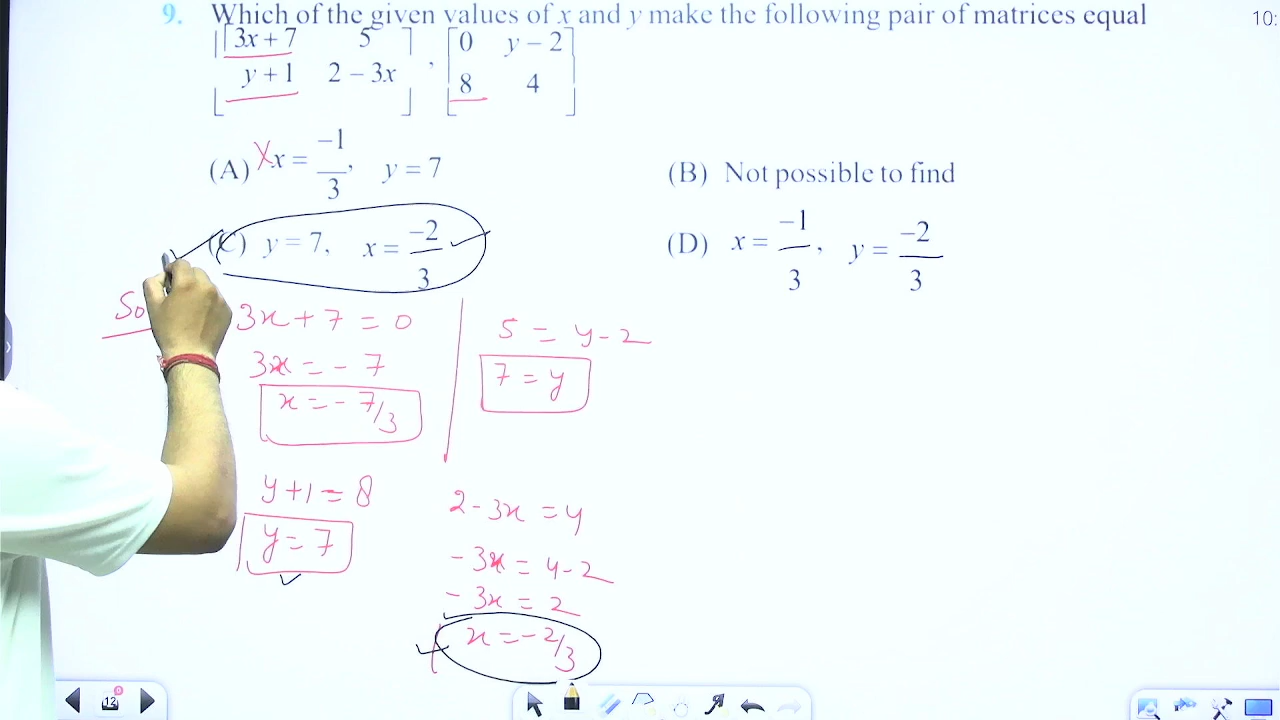 9. Which of the given values of x and y make the following pair of matrices equal 10:
[3x + 7 5] , [0 y − 2]
[y + 1 2 − 3x] [8 4]
(A) x = −1/3, y = 7
(B) Not possible to find
(C) y = 7, x = −2/3
(D) x = −1/3, y = −2/3
So
3x + 7 = 0
3x = - 7
x = - 7/3
5 = y - 2
7 = y
y + 1 = 8
y = 7
2 - 3x = 4
- 3x = 4 - 2
- 3x = 2
x = - 2/3
12